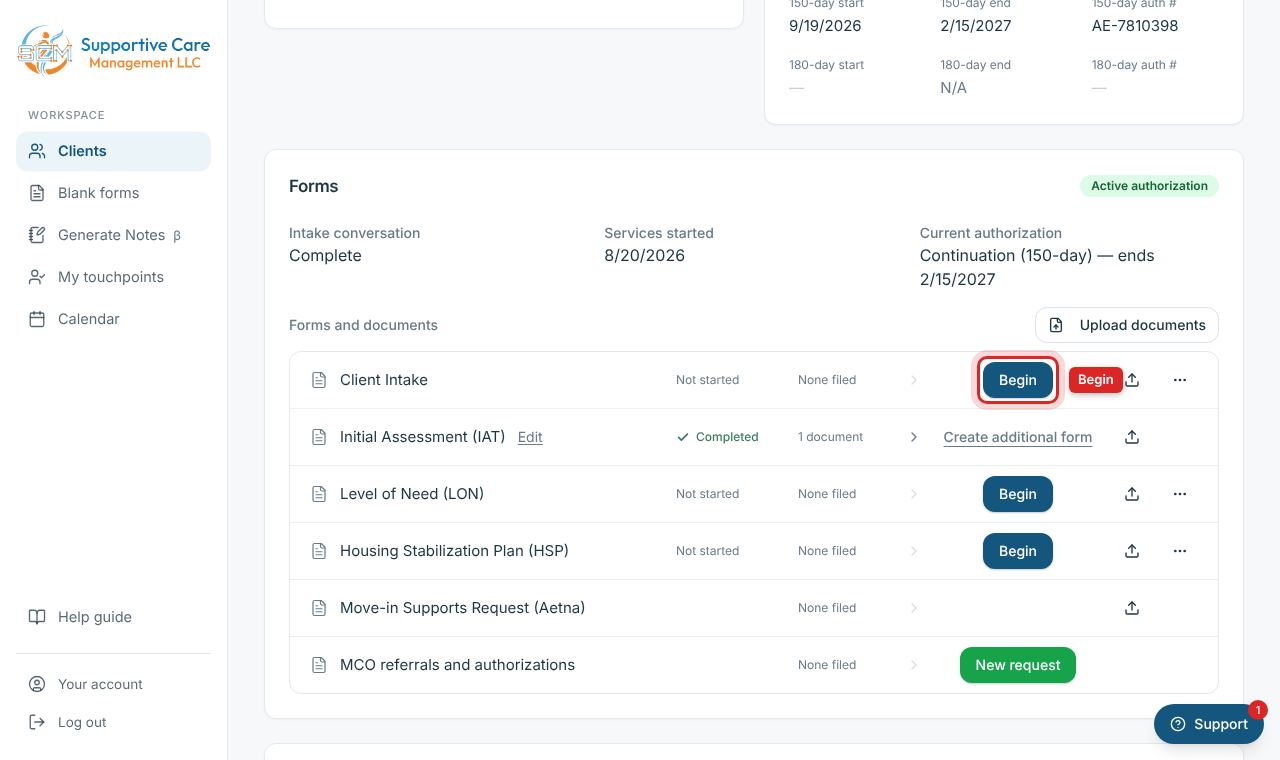 SCM
Supportive Care
Management LLC
WORKSPACE
Clients
Blank forms
Generate Notes β
My touchpoints
Calendar
Help guide
Your account
Log out
150-day start 150-day end 150-day auth #
9/19/2026 2/15/2027 AE-7810398
180-day start 180-day end 180-day auth #
— N/A —
Forms Active authorization
Intake conversation Services started Current authorization
Complete 8/20/2026 Continuation (150-day) — ends
2/15/2027
Forms and documents Upload documents
Client Intake Not started None filed Begin Begin
Initial Assessment (IAT) Edit Completed 1 document Create additional form
Level of Need (LON) Not started None filed Begin
Housing Stabilization Plan (HSP) Not started None filed Begin
Move-in Supports Request (Aetna) None filed
MCO referrals and authorizations None filed New request
Support 1